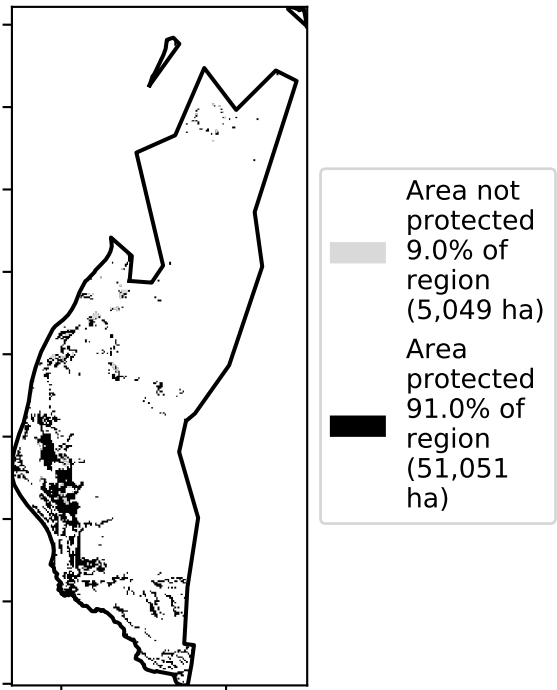 Area not
protected
9.0% of
region
(5,049 ha)
Area
protected
91.0% of
region
(51,051
ha)